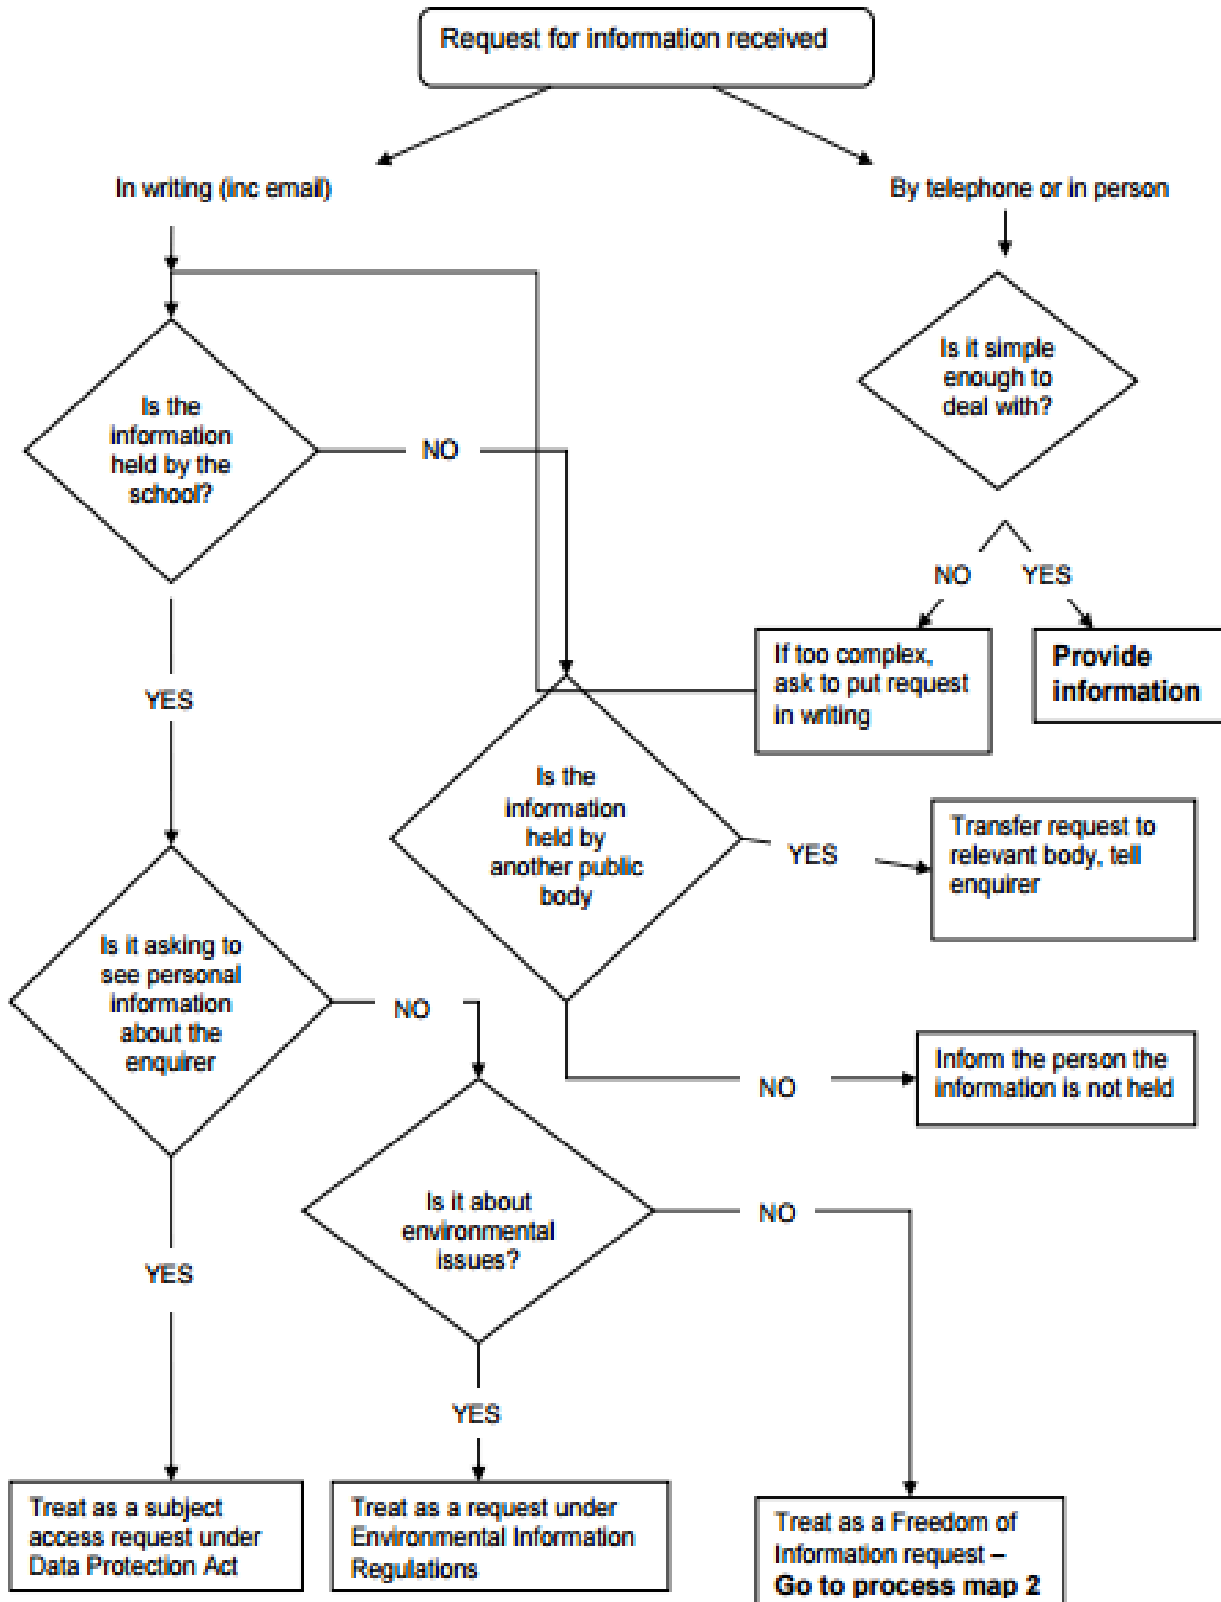 Request for information received
In writing (inc email)
By telephone or in person
Is it simple
enough to
deal with?
Is the
information
held by the
school?
NO
NO
YES
If too complex,
ask to put request
in writing
Provide
information
YES
Is the
information
held by
another public
body
YES
Transfer request to
relevant body, tell
enquirer
Is it asking to
see personal
information
about the
enquirer
NO
NO
Inform the person the
information is not held
Is it about
environmental
issues?
NO
YES
YES
Treat as a subject
access request under
Data Protection Act
Treat as a request under
Environmental Information
Regulations
Treat as a Freedom of
Information request –
Go to process map 2